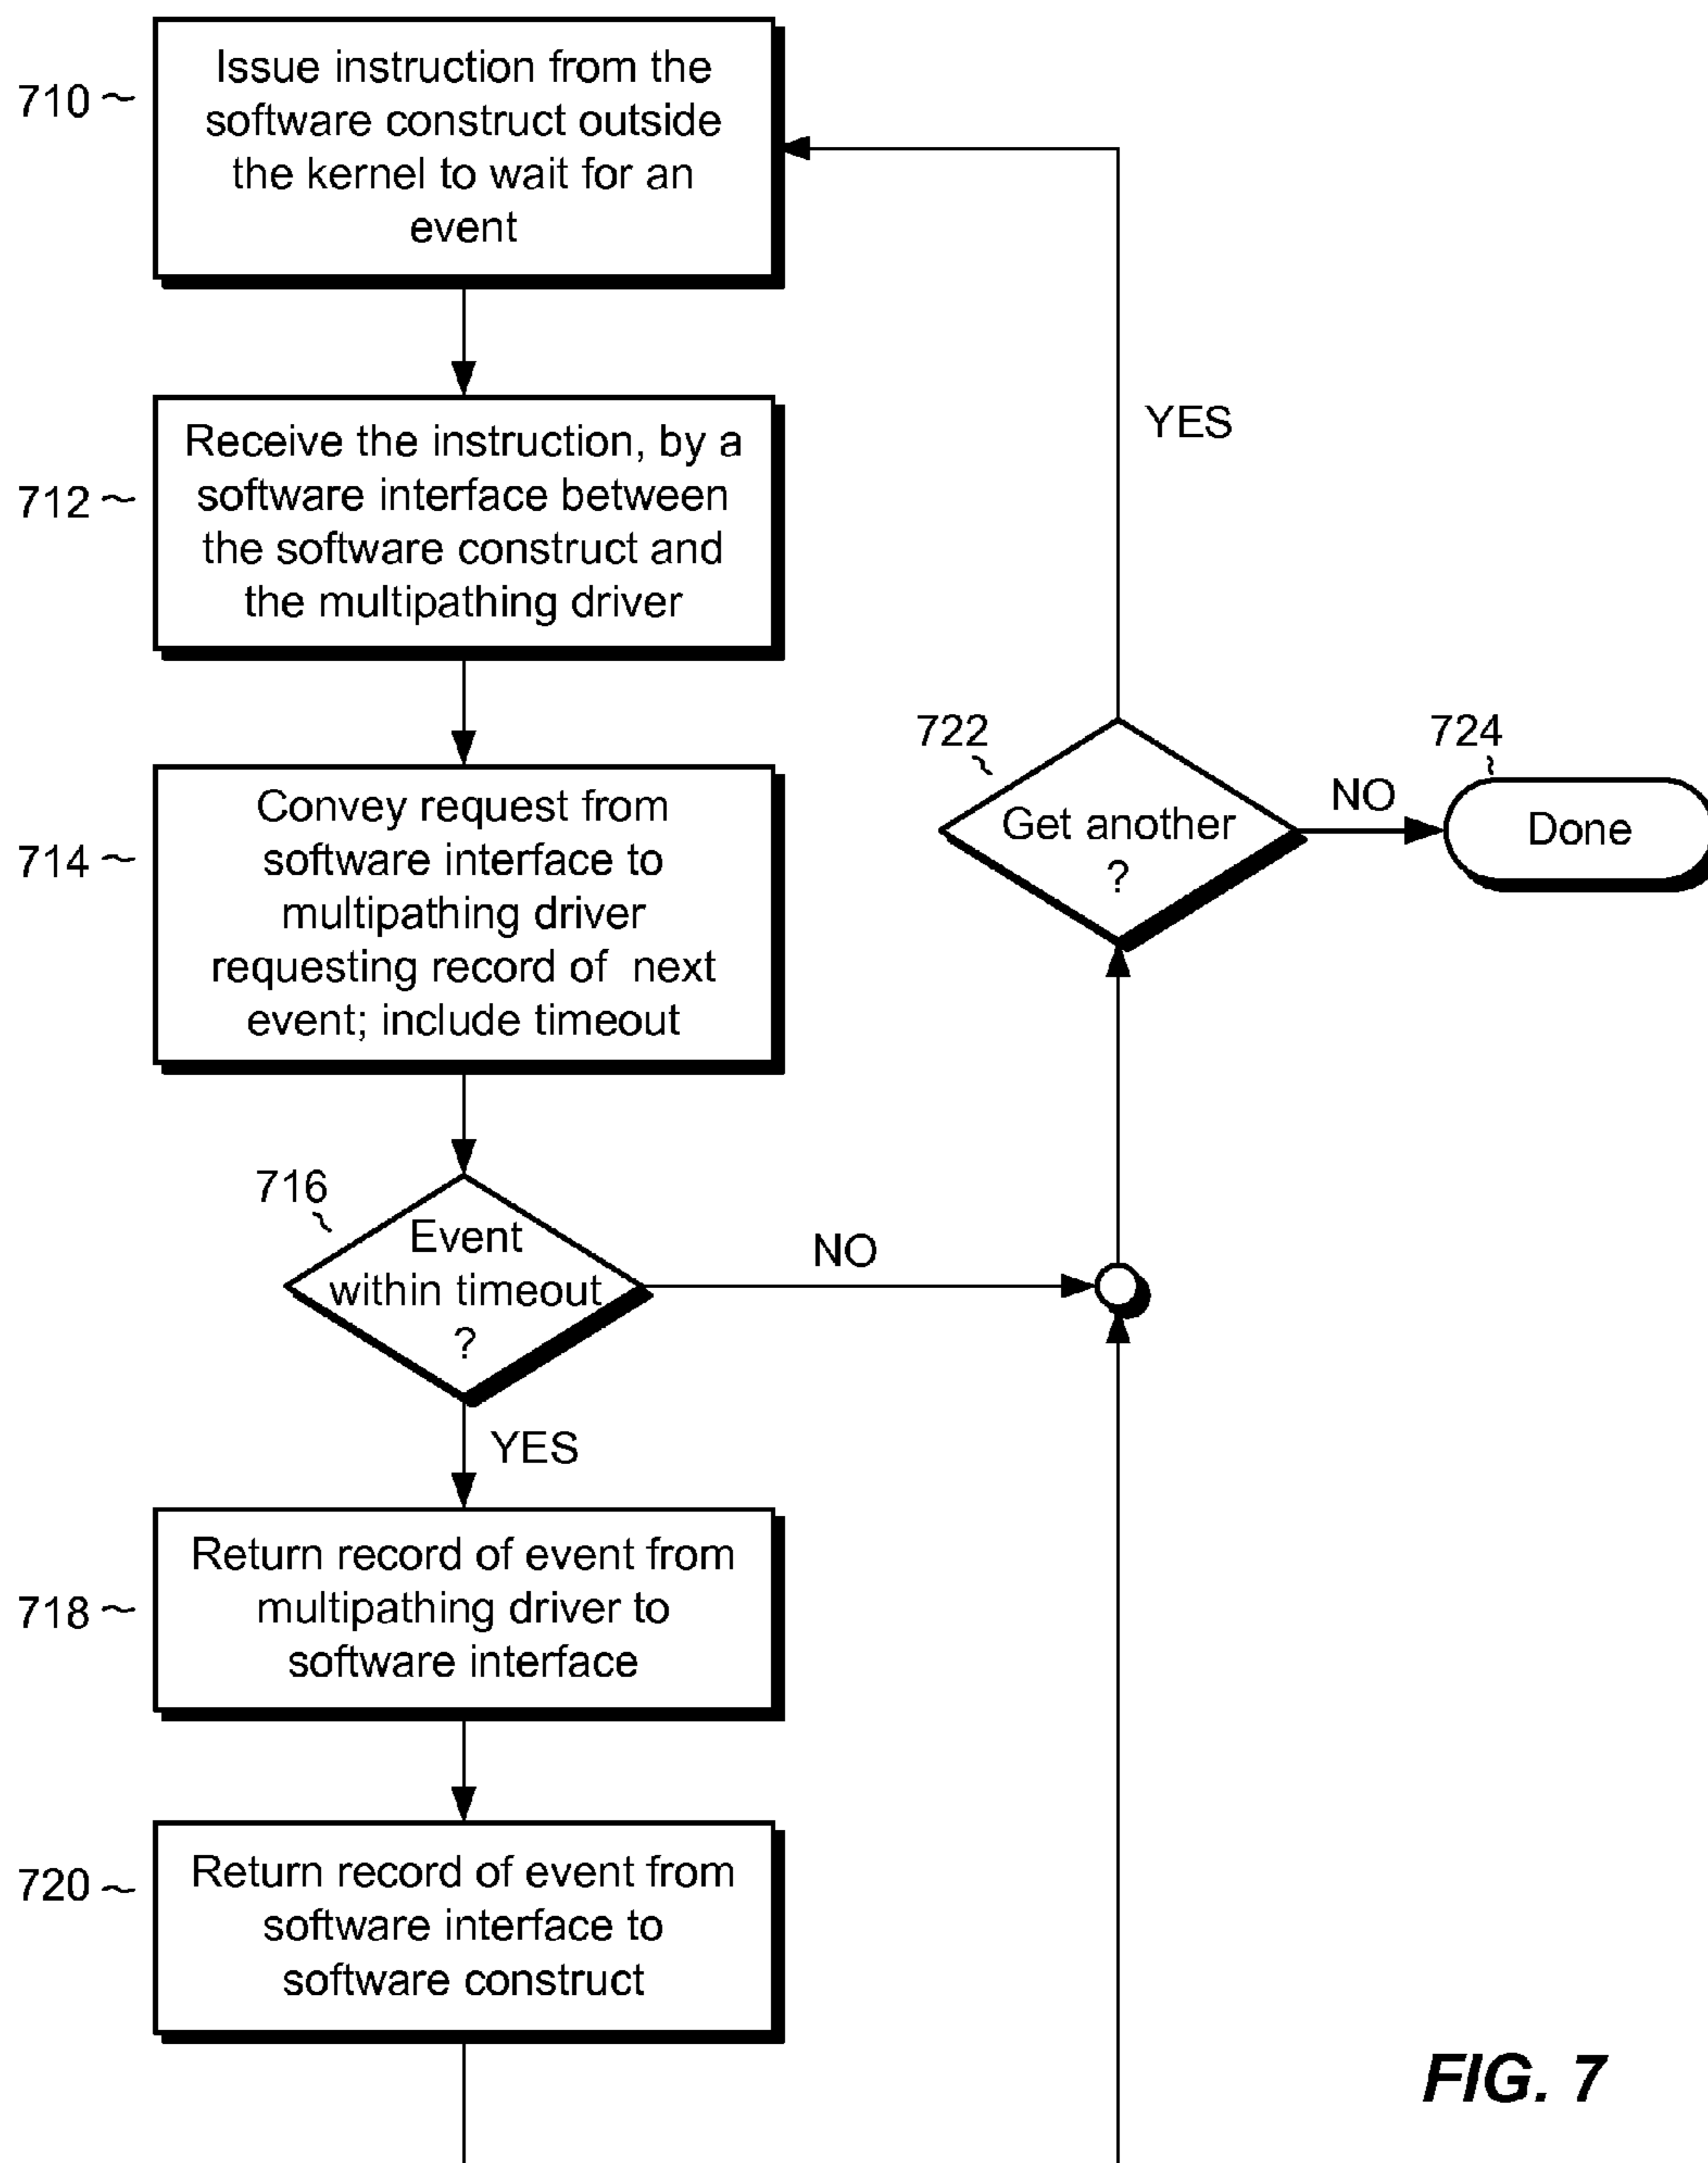 710
Issue instruction from the
software construct outside
the kernel to wait for an
event
712
Receive the instruction, by a
software interface between
the software construct and
the multipathing driver
714
Convey request from
software interface to
multipathing driver
requesting record of next
event; include timeout
716
Event
within timeout
?
NO
YES
718
Return record of event from
multipathing driver to
software interface
720
Return record of event from
software interface to
software construct
722
Get another
?
YES
NO
724
Done
FIG. 7